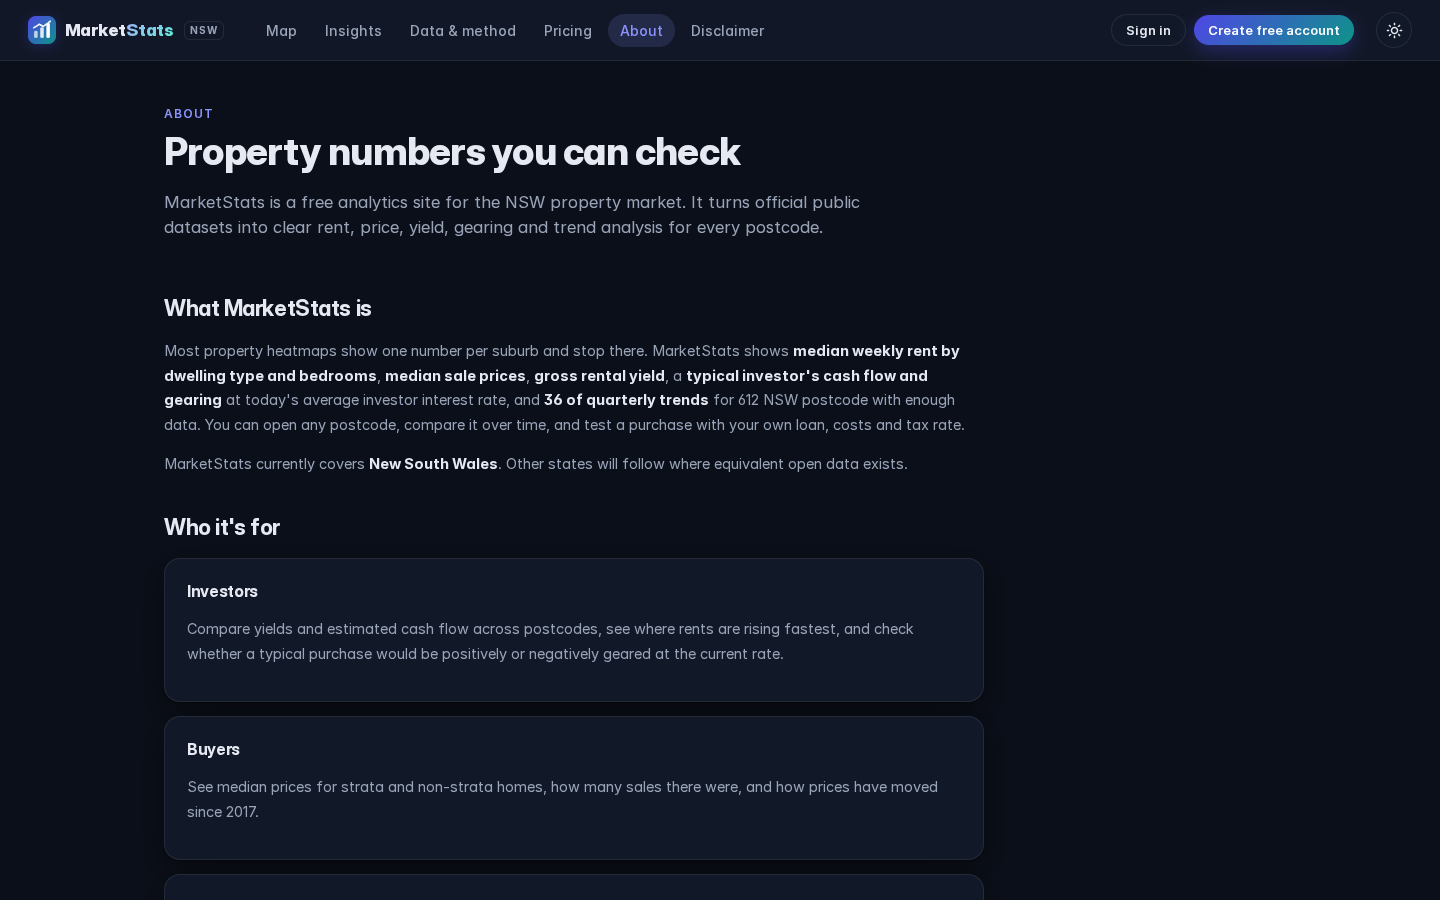 MarketStats NSW Map Insights Data & method Pricing About Disclaimer Sign in Create free account
ABOUT
Property numbers you can check
MarketStats is a free analytics site for the NSW property market. It turns official public
datasets into clear rent, price, yield, gearing and trend analysis for every postcode.
What MarketStats is
Most property heatmaps show one number per suburb and stop there. MarketStats shows median weekly rent by
dwelling type and bedrooms, median sale prices, gross rental yield, a typical investor's cash flow and
gearing at today's average investor interest rate, and 36 of quarterly trends for 612 NSW postcode with enough
data. You can open any postcode, compare it over time, and test a purchase with your own loan, costs and tax rate.
MarketStats currently covers New South Wales. Other states will follow where equivalent open data exists.
Who it's for
Investors
Compare yields and estimated cash flow across postcodes, see where rents are rising fastest, and check
whether a typical purchase would be positively or negatively geared at the current rate.
Buyers
See median prices for strata and non-strata homes, how many sales there were, and how prices have moved
since 2017.